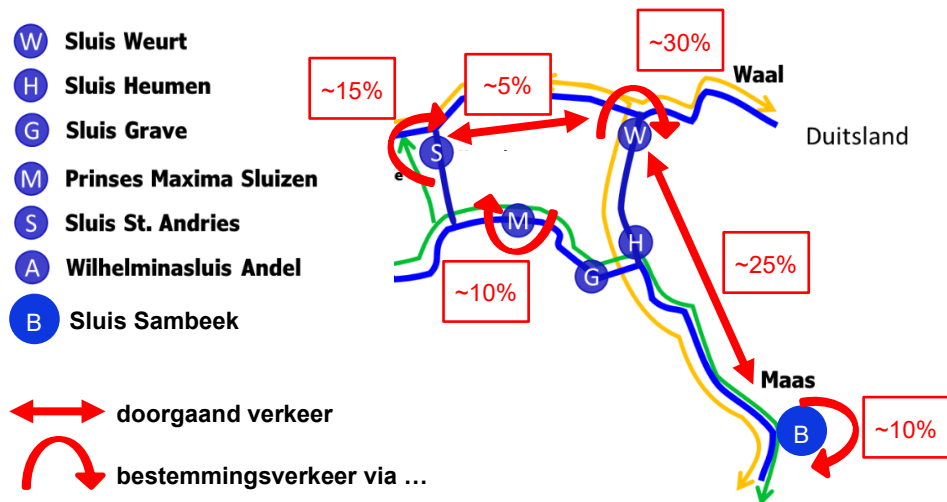 W Sluis Weurt
H Sluis Heumen
G Sluis Grave
M Prinses Maxima Sluizen
S Sluis St. Andries
A Wilhelminasluis Andel
B Sluis Sambeek
doorgaand verkeer
bestemmingsverkeer via …
~30%
~15%
~5%
Waal
Duitsland
W
S
e
M
H
G
~10%
~25%
Maas
B
~10%